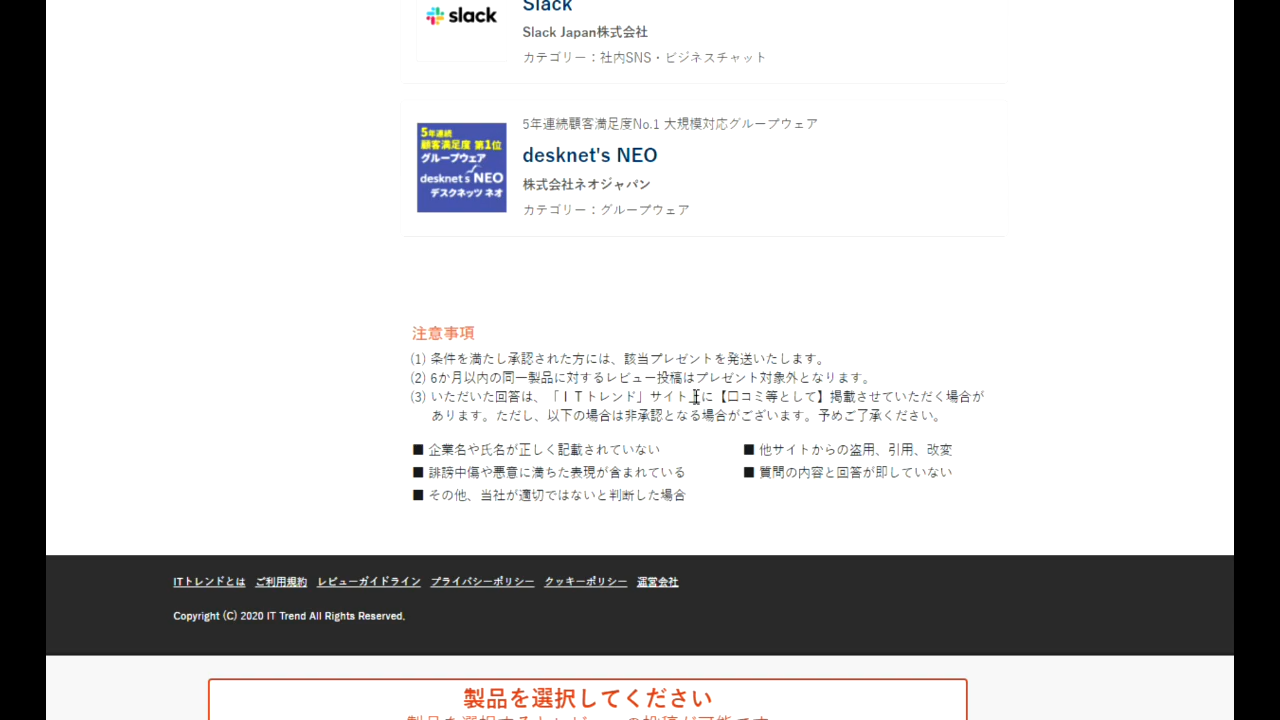 slack
Slack
Slack Japan株式会社
カテゴリー：社内SNS・ビジネスチャット
5年連続
顧客満足度 第1位
グループウェア
desknet's NEO
デスクネッツ ネオ
5年連続顧客満足度No.1 大規模対応グループウェア
desknet's NEO
株式会社ネオジャパン
カテゴリー：グループウェア
注意事項
(1) 条件を満たし承認された方には、該当プレゼントを発送いたします。
(2) 6か月以内の同一製品に対するレビュー投稿はプレゼント対象外となります。
(3) いただいた回答は、「ＩＴトレンド」サイト上に【口コミ等として】掲載させていただく場合が
あります。ただし、以下の場合は非承認となる場合がございます。予めご了承ください。
■ 企業名や氏名が正しく記載されていない
■ 他サイトからの盗用、引用、改変
■ 誹謗中傷や悪意に満ちた表現が含まれている
■ 質問の内容と回答が即していない
■ その他、当社が適切ではないと判断した場合
ITトレンドとは ご利用規約 レビューガイドライン プライバシーポリシー クッキーポリシー 運営会社
Copyright (C) 2020 IT Trend All Rights Reserved.
製品を選択してください
製品を選択するとレビューの投稿が可能です